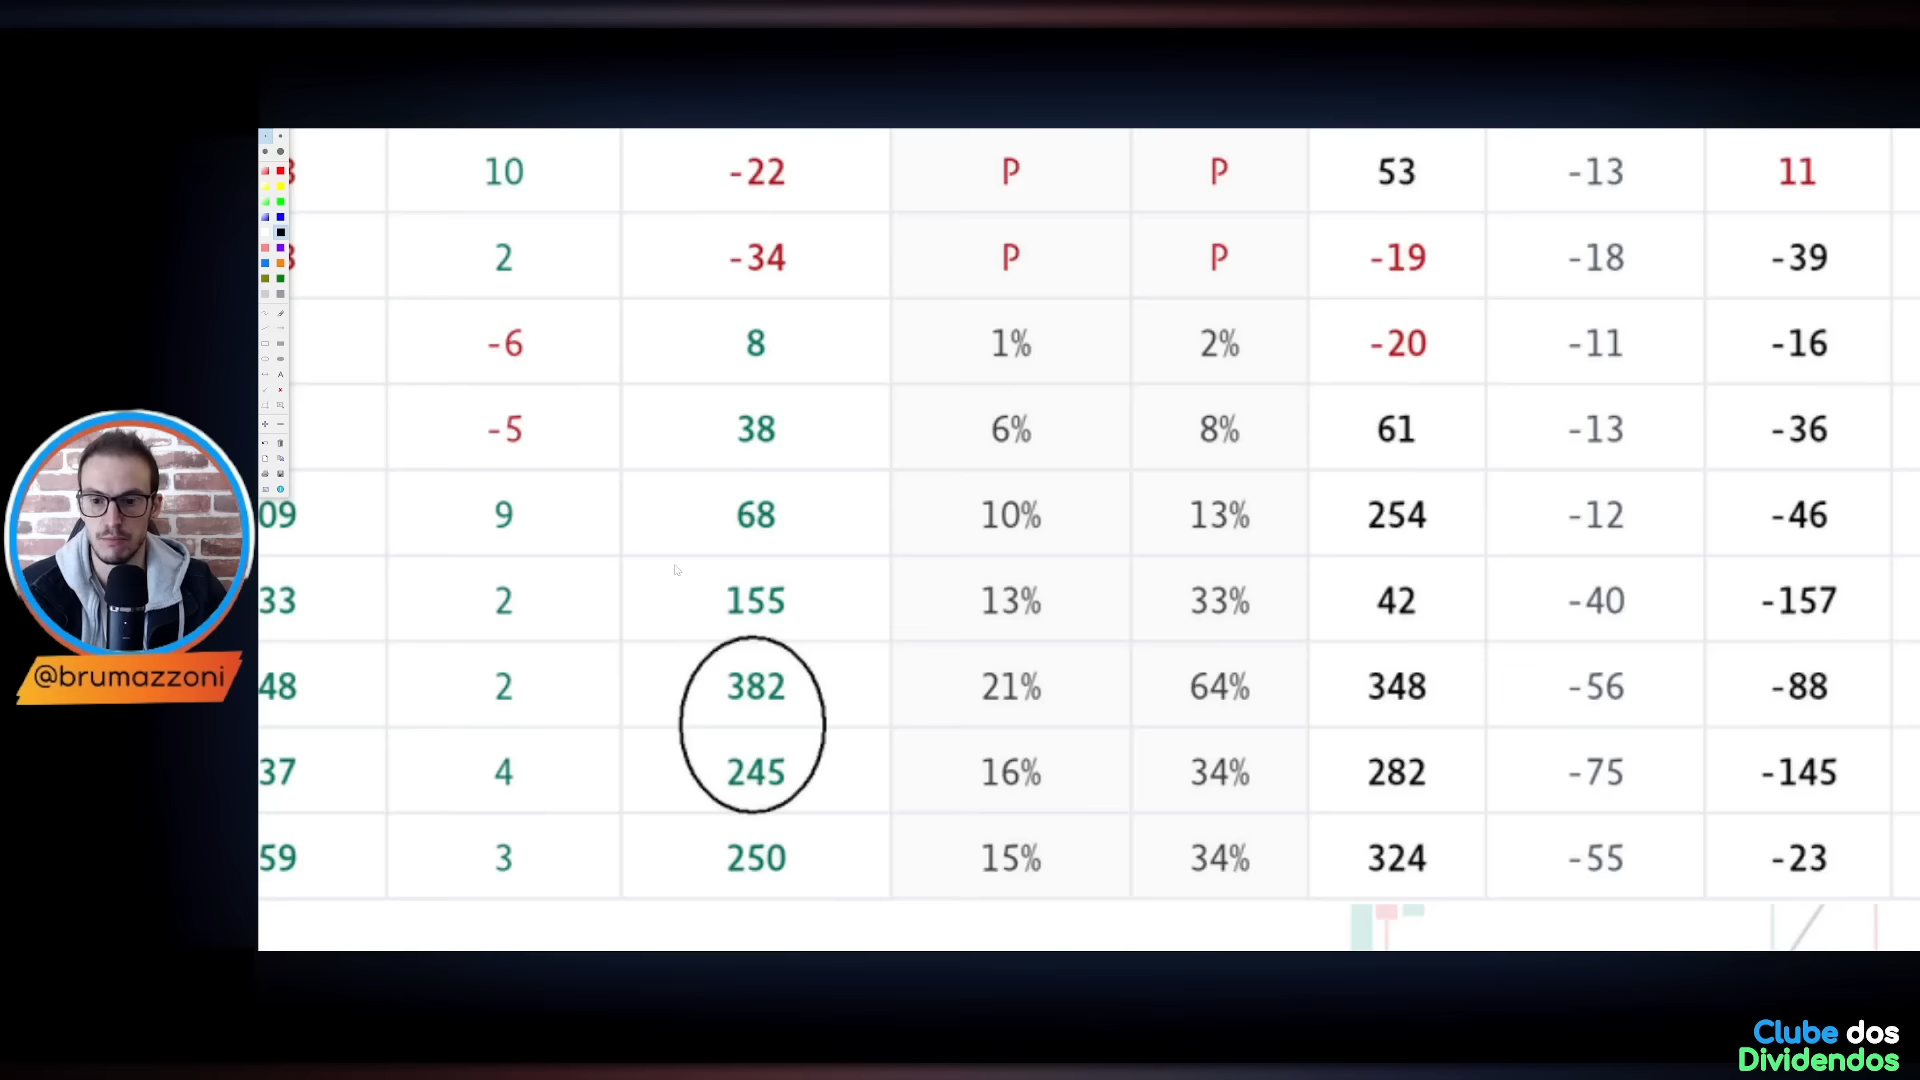 10 -22 P P 53 -13 11
2 -34 P P -19 -18 -39
-6 8 1% 2% -20 -11 -16
-5 38 6% 8% 61 -13 -36
09 9 68 10% 13% 254 -12 -46
33 2 155 13% 33% 42 -40 -157
48 2 382 21% 64% 348 -56 -88
37 4 245 16% 34% 282 -75 -145
59 3 250 15% 34% 324 -55 -23
@brumazzoni
Clube dos
Dividendos